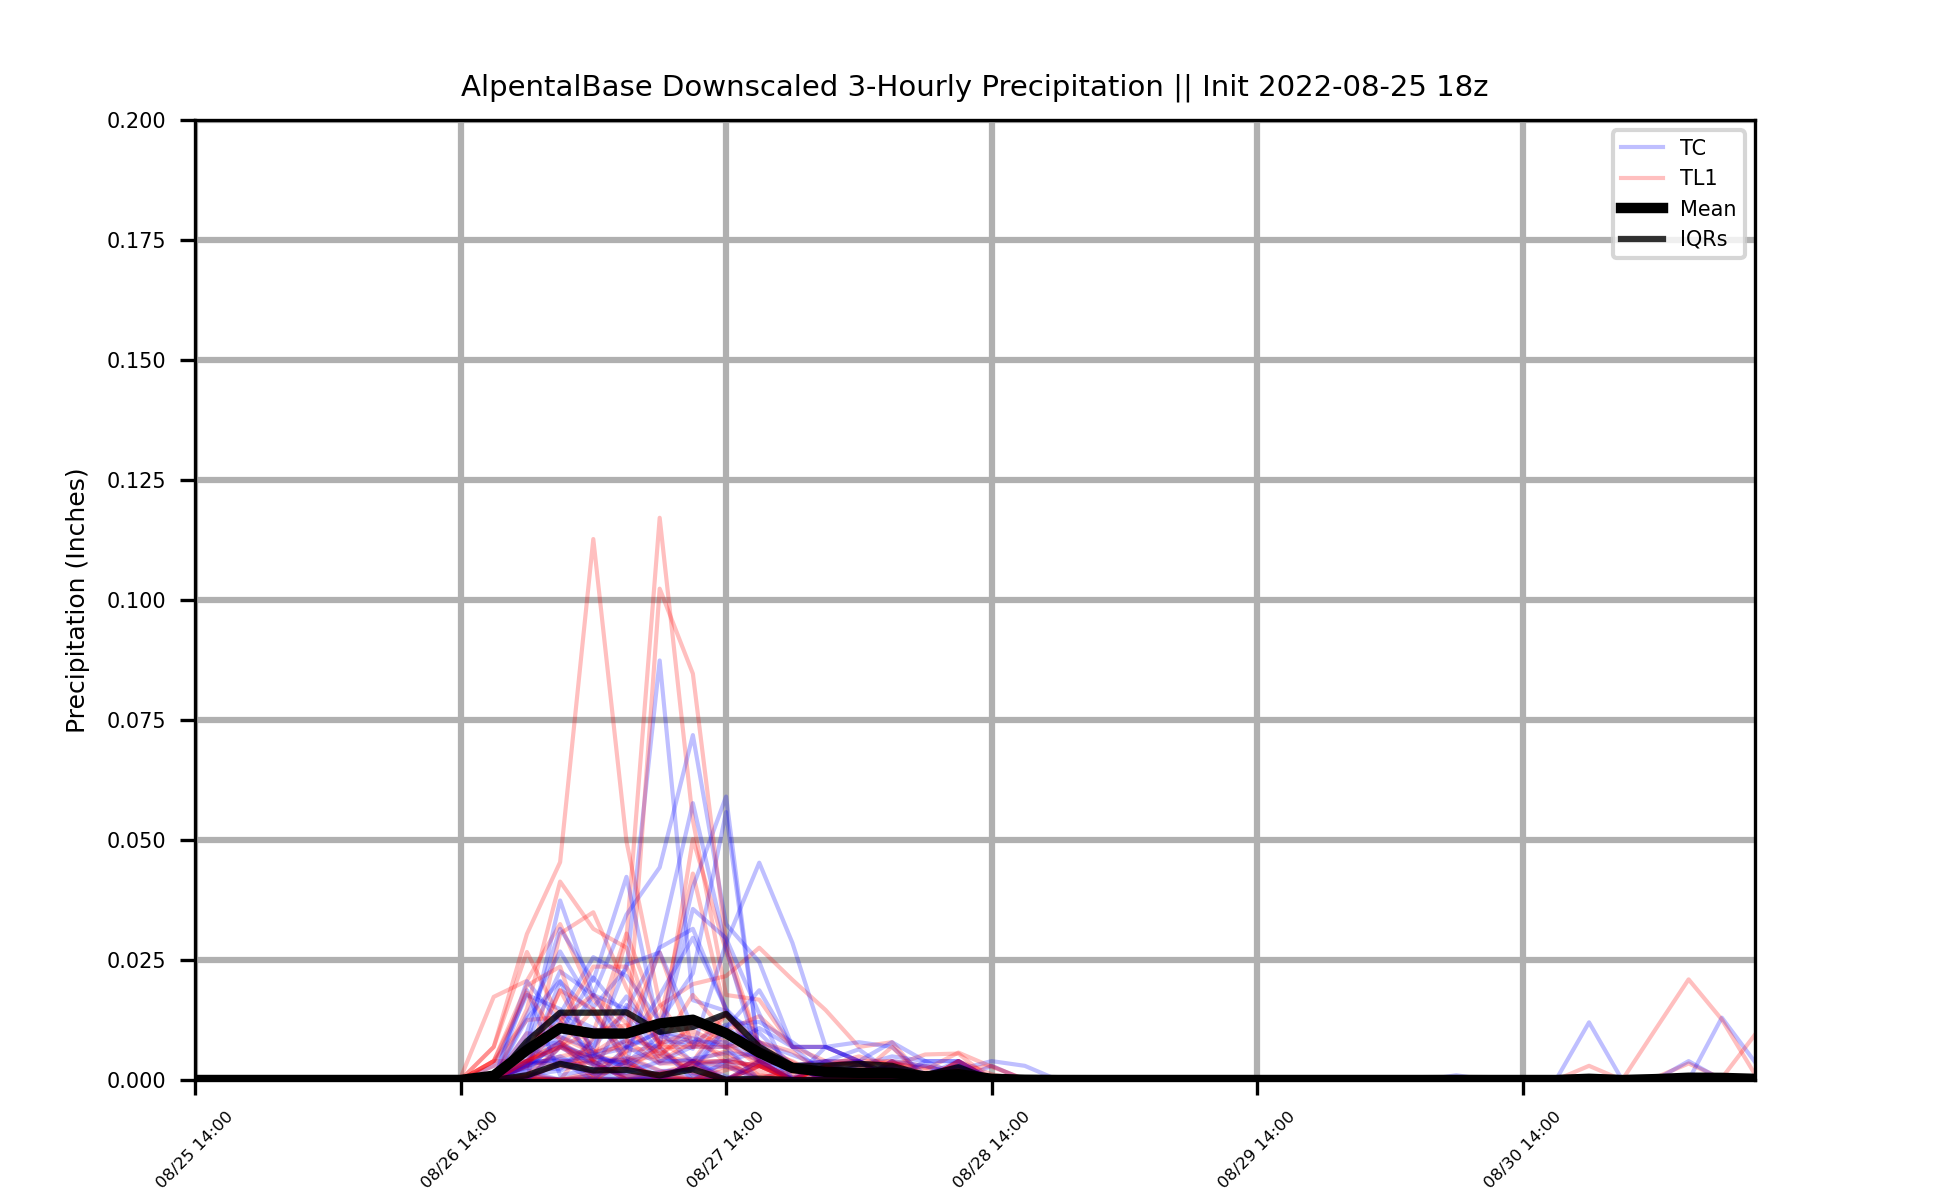 AlpentalBase Downscaled 3-Hourly Precipitation || Init 2022-08-25 18z
TC
TL1
Mean
IQRs
Precipitation (Inches)
0.200
0.175
0.150
0.125
0.100
0.075
0.050
0.025
0.000
08/25 14:00
08/26 14:00
08/27 14:00
08/28 14:00
08/29 14:00
08/30 14:00